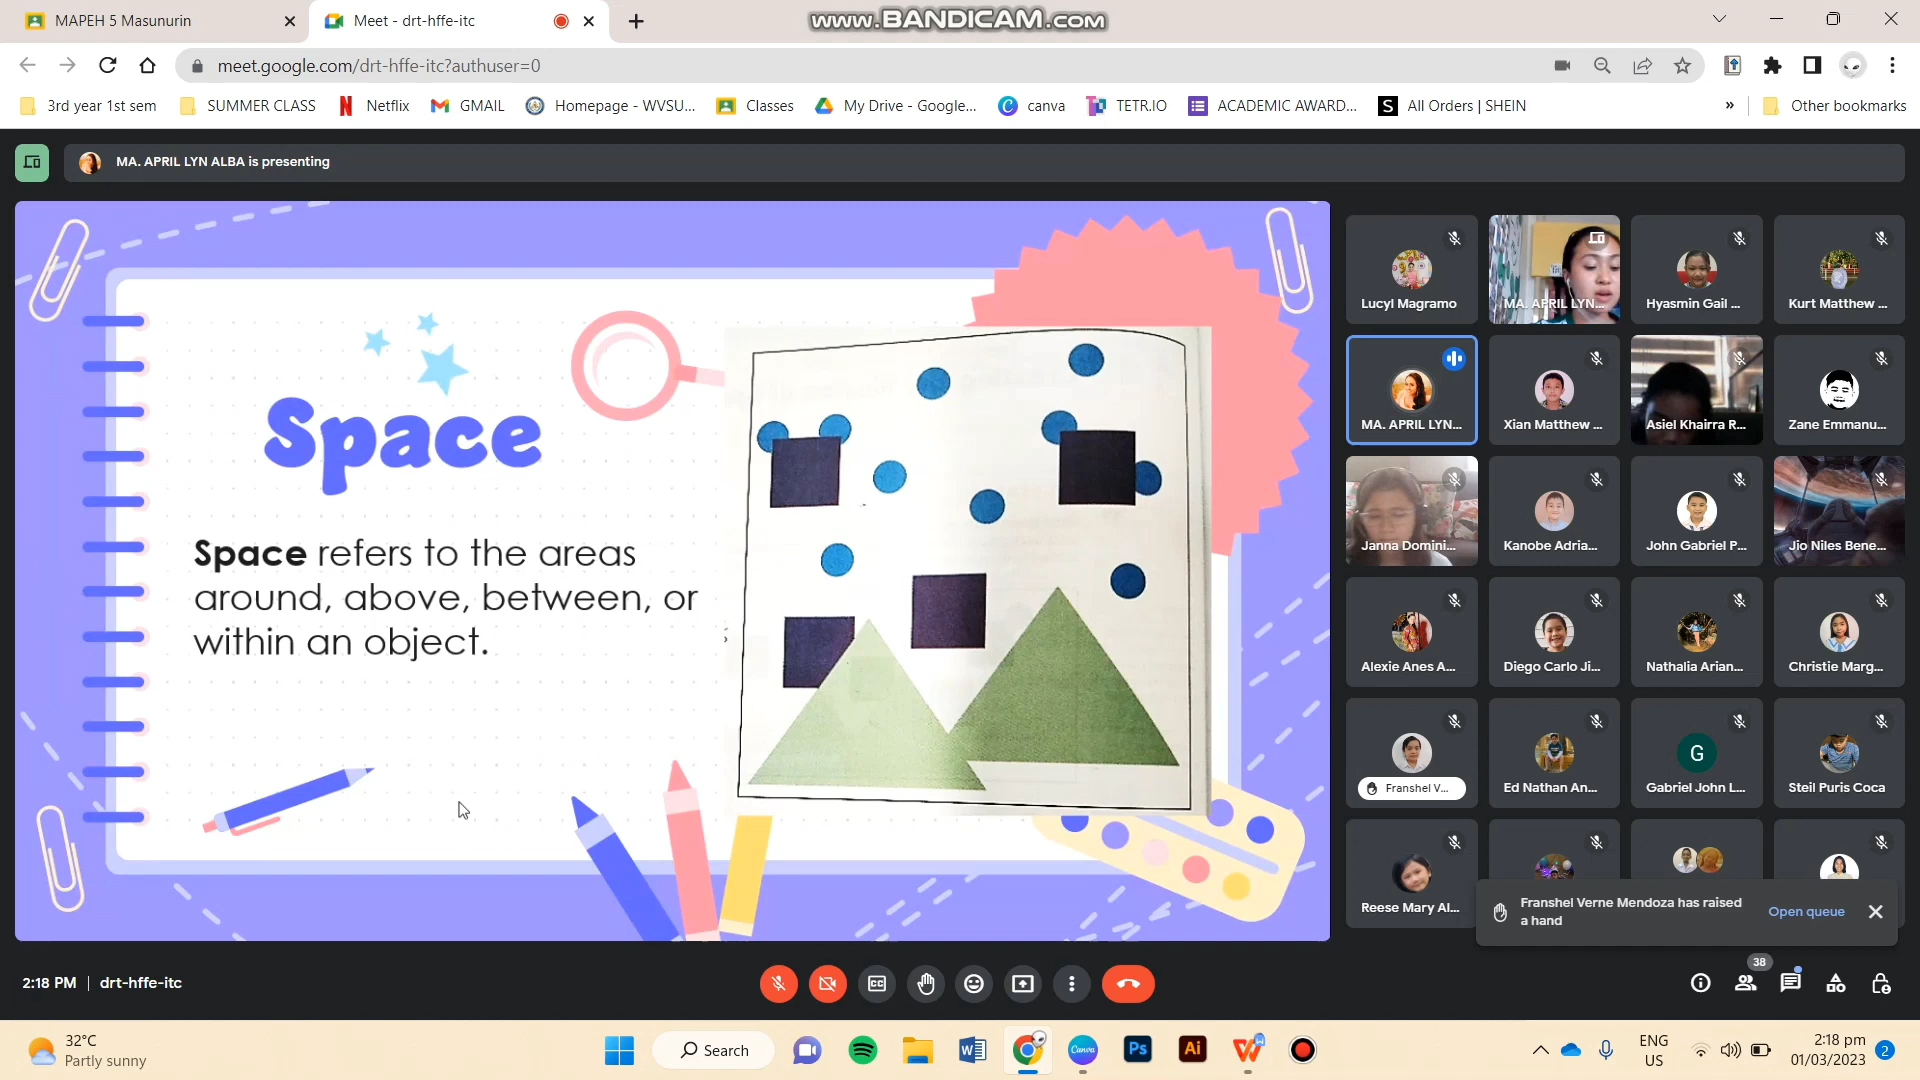 MAPEH 5 Masunurin
Meet - drt-hffe-itc
www.BANDICAM.com
meet.google.com/drt-hffe-itc?authuser=0
3rd year 1st sem
SUMMER CLASS
Netflix
GMAIL
Homepage - WVSU...
Classes
My Drive - Google...
canva
TETR.IO
ACADEMIC AWARD...
All Orders | SHEIN
»
Other bookmarks
MA. APRIL LYN ALBA is presenting
Space
Space refers to the areas
around, above, between, or
within an object.
Lucyl Magramo
MA. APRIL LYN...
Hyasmin Gail ...
Kurt Matthew ...
MA. APRIL LYN...
Xian Matthew ...
Asiel Khairra R...
Zane Emmanu...
Janna Domini...
Kanobe Adria...
John Gabriel P...
Jio Niles Bene...
Alexie Anes A...
Diego Carlo Ji...
Nathalia Arian...
Christie Marg...
Franshel V...
Ed Nathan An...
G
Gabriel John L...
Steil Puris Coca
Reese Mary Al...
Franshel Verne Mendoza has raised
a hand
Open queue
2:18 PM | drt-hffe-itc
38
32°C
Partly sunny
Search
Canva
Ps
Ai
ENG
US
2:18 pm
01/03/2023
2